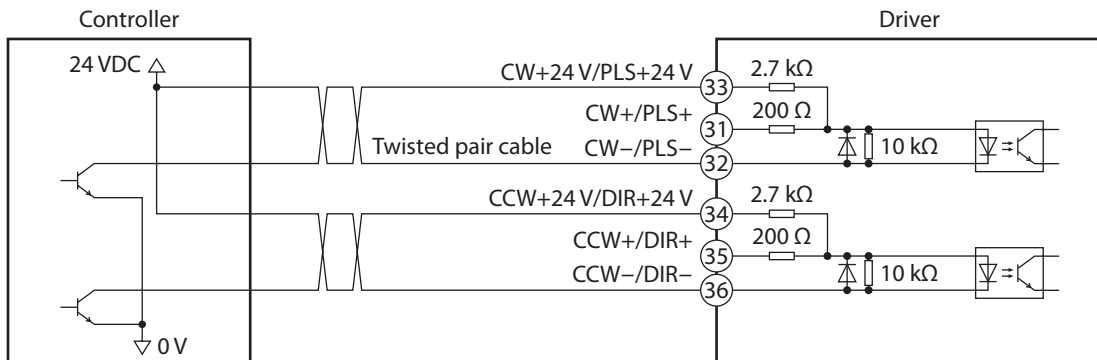 Controller
Driver
24 VDC
CW+24 V/PLS+24 V
33
2.7 kΩ
CW+/PLS+
31
200 Ω
Twisted pair cable
CW−/PLS−
32
10 kΩ
CCW+24 V/DIR+24 V
34
2.7 kΩ
CCW+/DIR+
35
200 Ω
CCW−/DIR−
36
10 kΩ
0 V